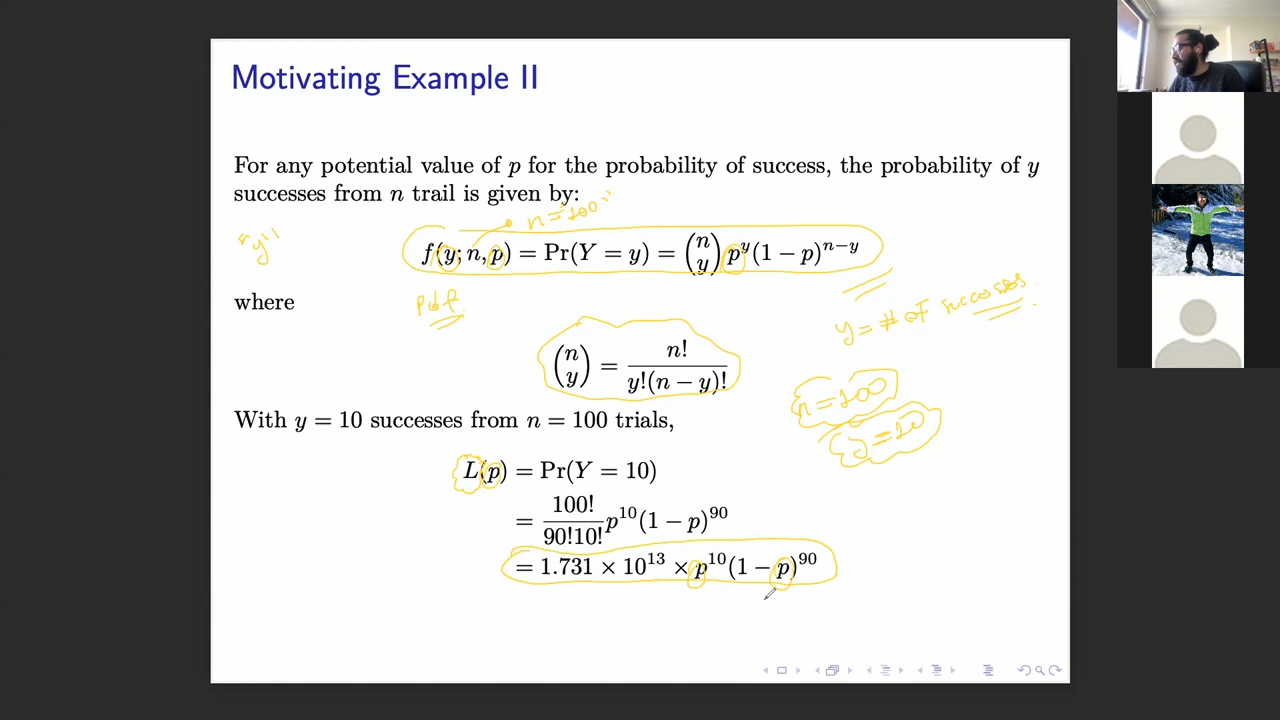 Motivating Example II
For any potential value of p for the probability of success, the probability of y
successes from n trail is given by:
n = 100
"y"
f(y; n, p) = Pr(Y = y) = (n y) p^y (1 − p)^{n−y}
where
pdf
y = # of successes
(n y) = n! / y!(n − y)!
n = 100
y = 10
With y = 10 successes from n = 100 trials,
L(p) = Pr(Y = 10)
= 100! / 90!10! p^{10}(1 − p)^{90}
= 1.731 × 10^{13} × p^{10}(1 − p)^{90}